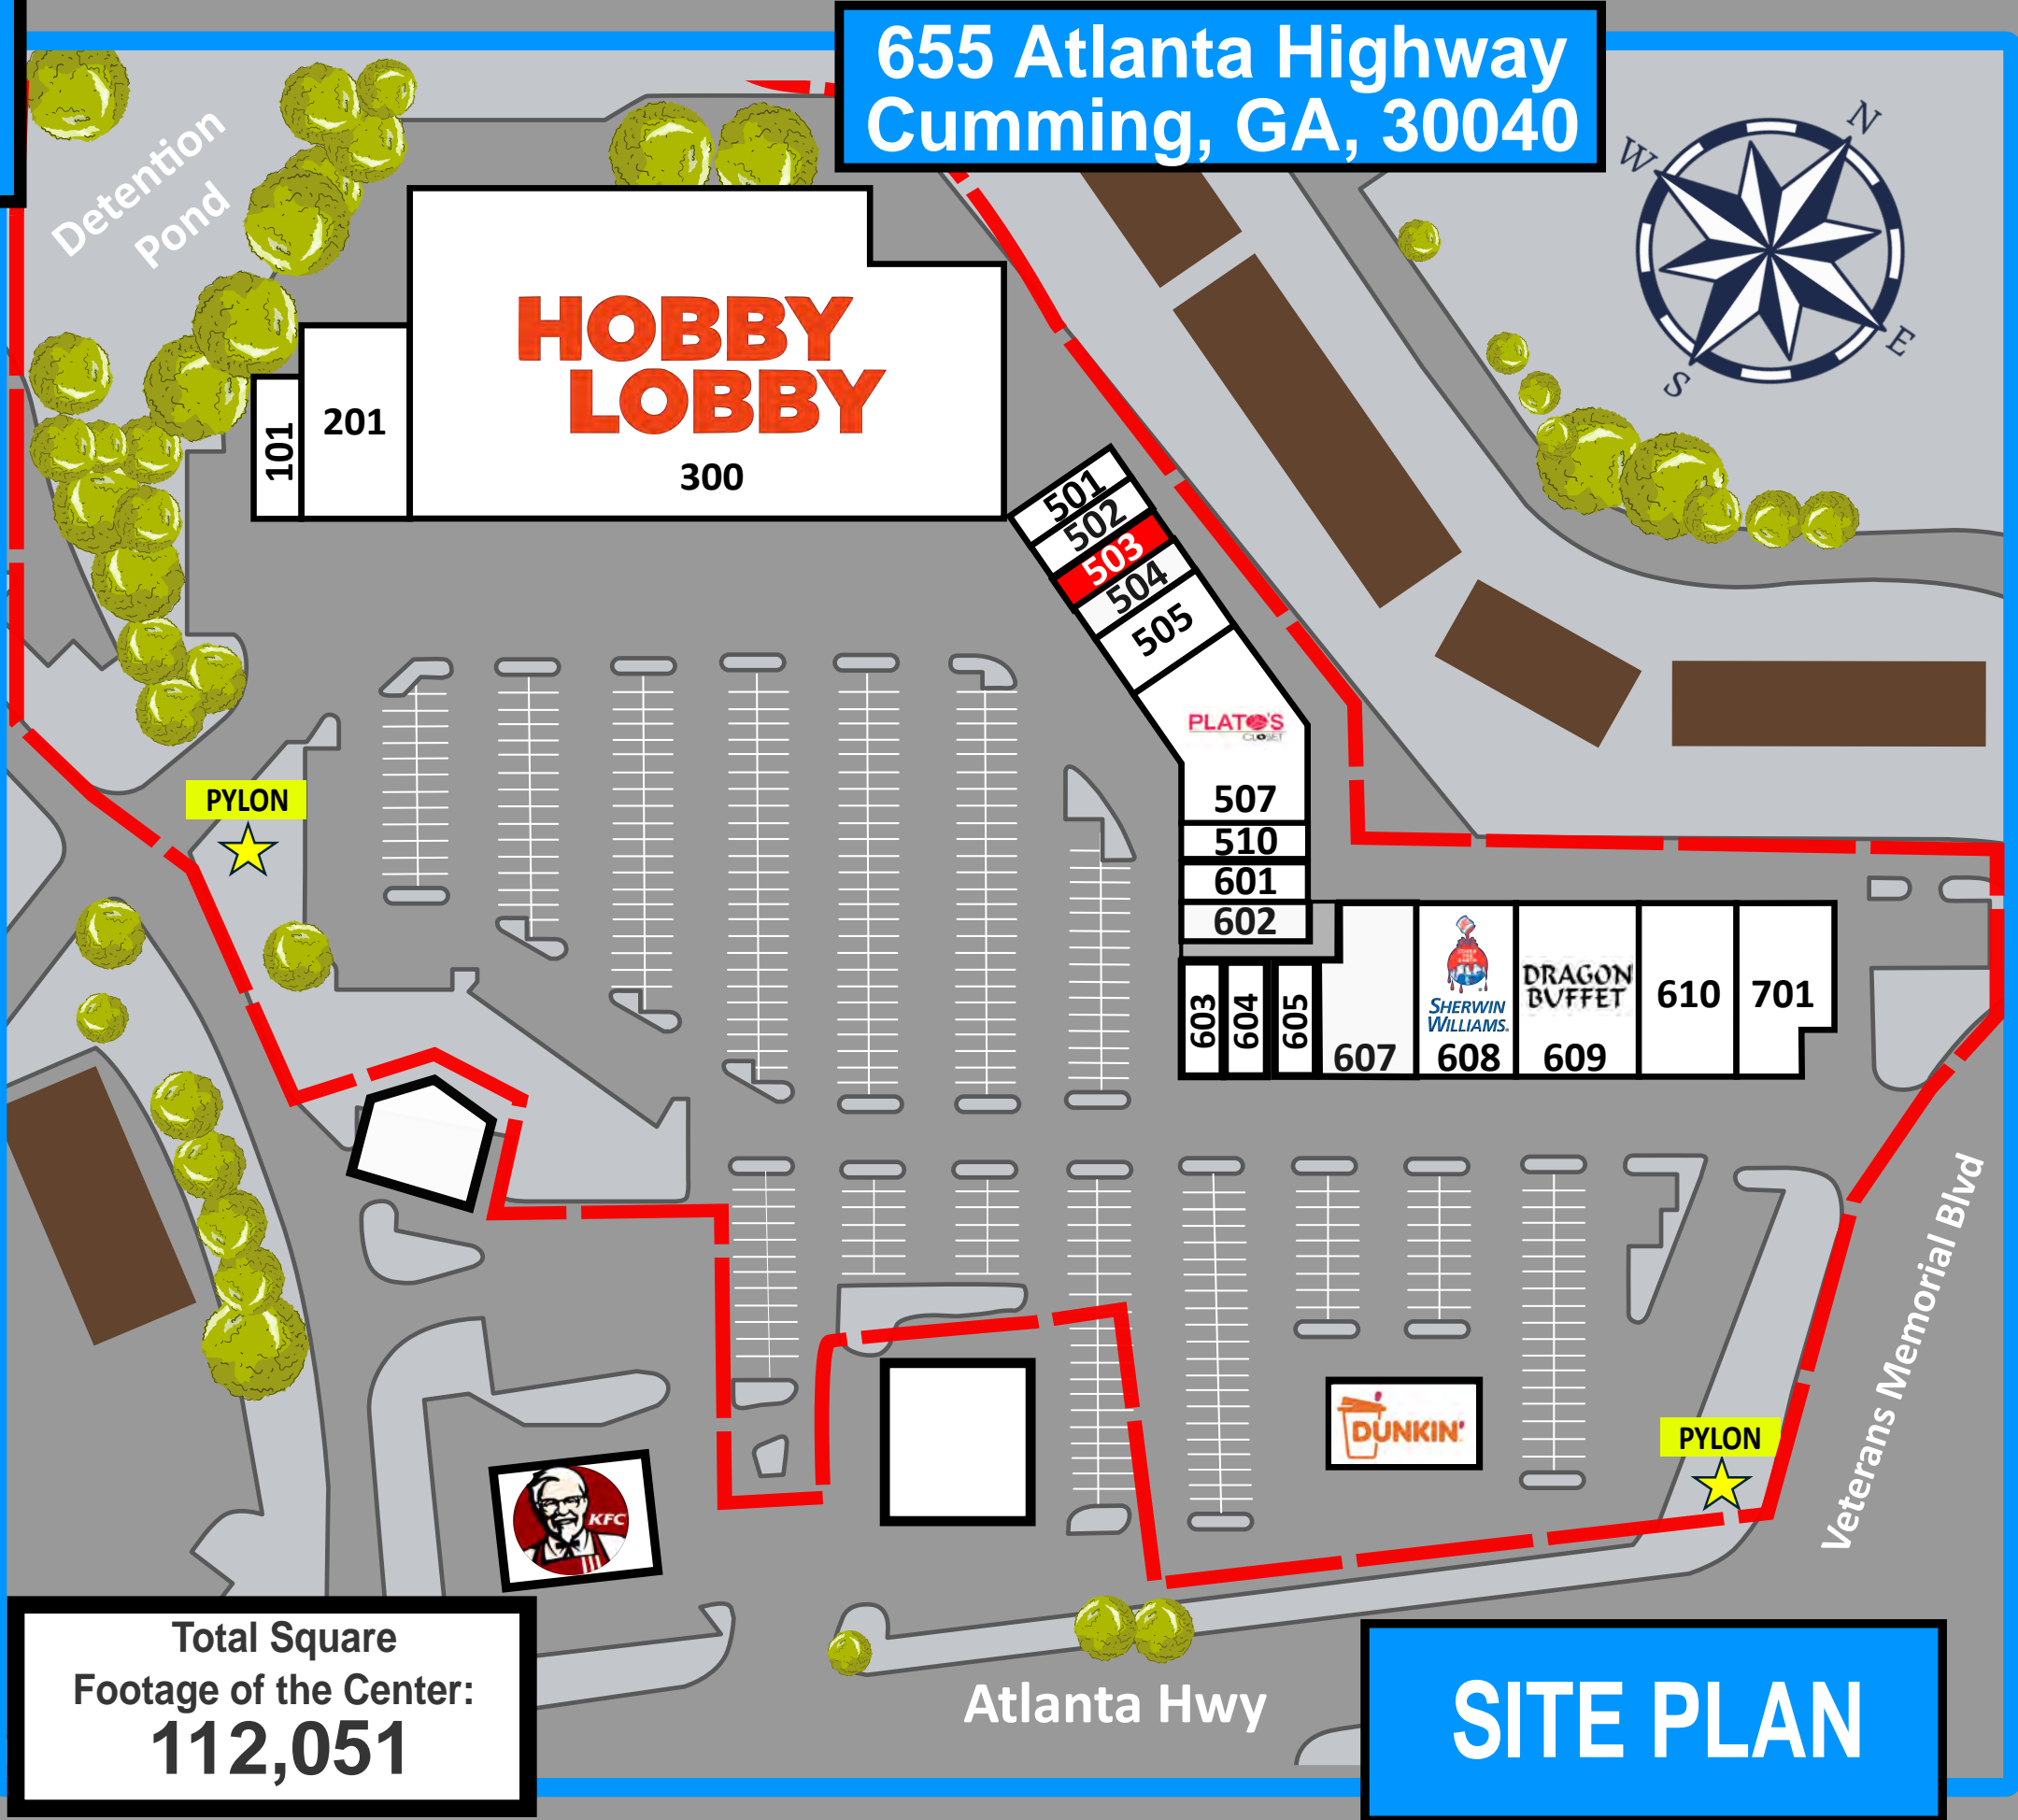 655 Atlanta Highway
Cumming, GA, 30040
N
W
E
S
Detention
Pond
HOBBY
LOBBY
300
201
101
501
502
503
504
505
PLATO'S
CLOSET
507
510
601
602
603
604
605
607
SHERWIN
WILLIAMS.
608
DRAGON
BUFFET
609
610
701
PYLON
KFC
DUNKIN'
PYLON
Veterans Memorial Blvd
Atlanta Hwy
Total Square
Footage of the Center:
112,051
SITE PLAN